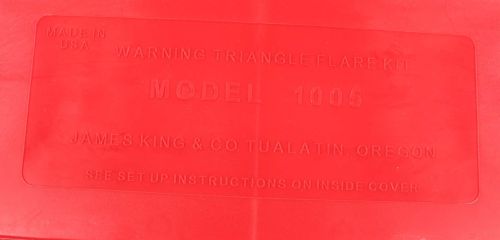 MADE IN
USA
WARNING TRIANGLE FLARE KIT
MODEL 1005
JAMES KING & CO TUALATIN, OREGON
SEE SET UP INSTRUCTIONS ON INSIDE COVER